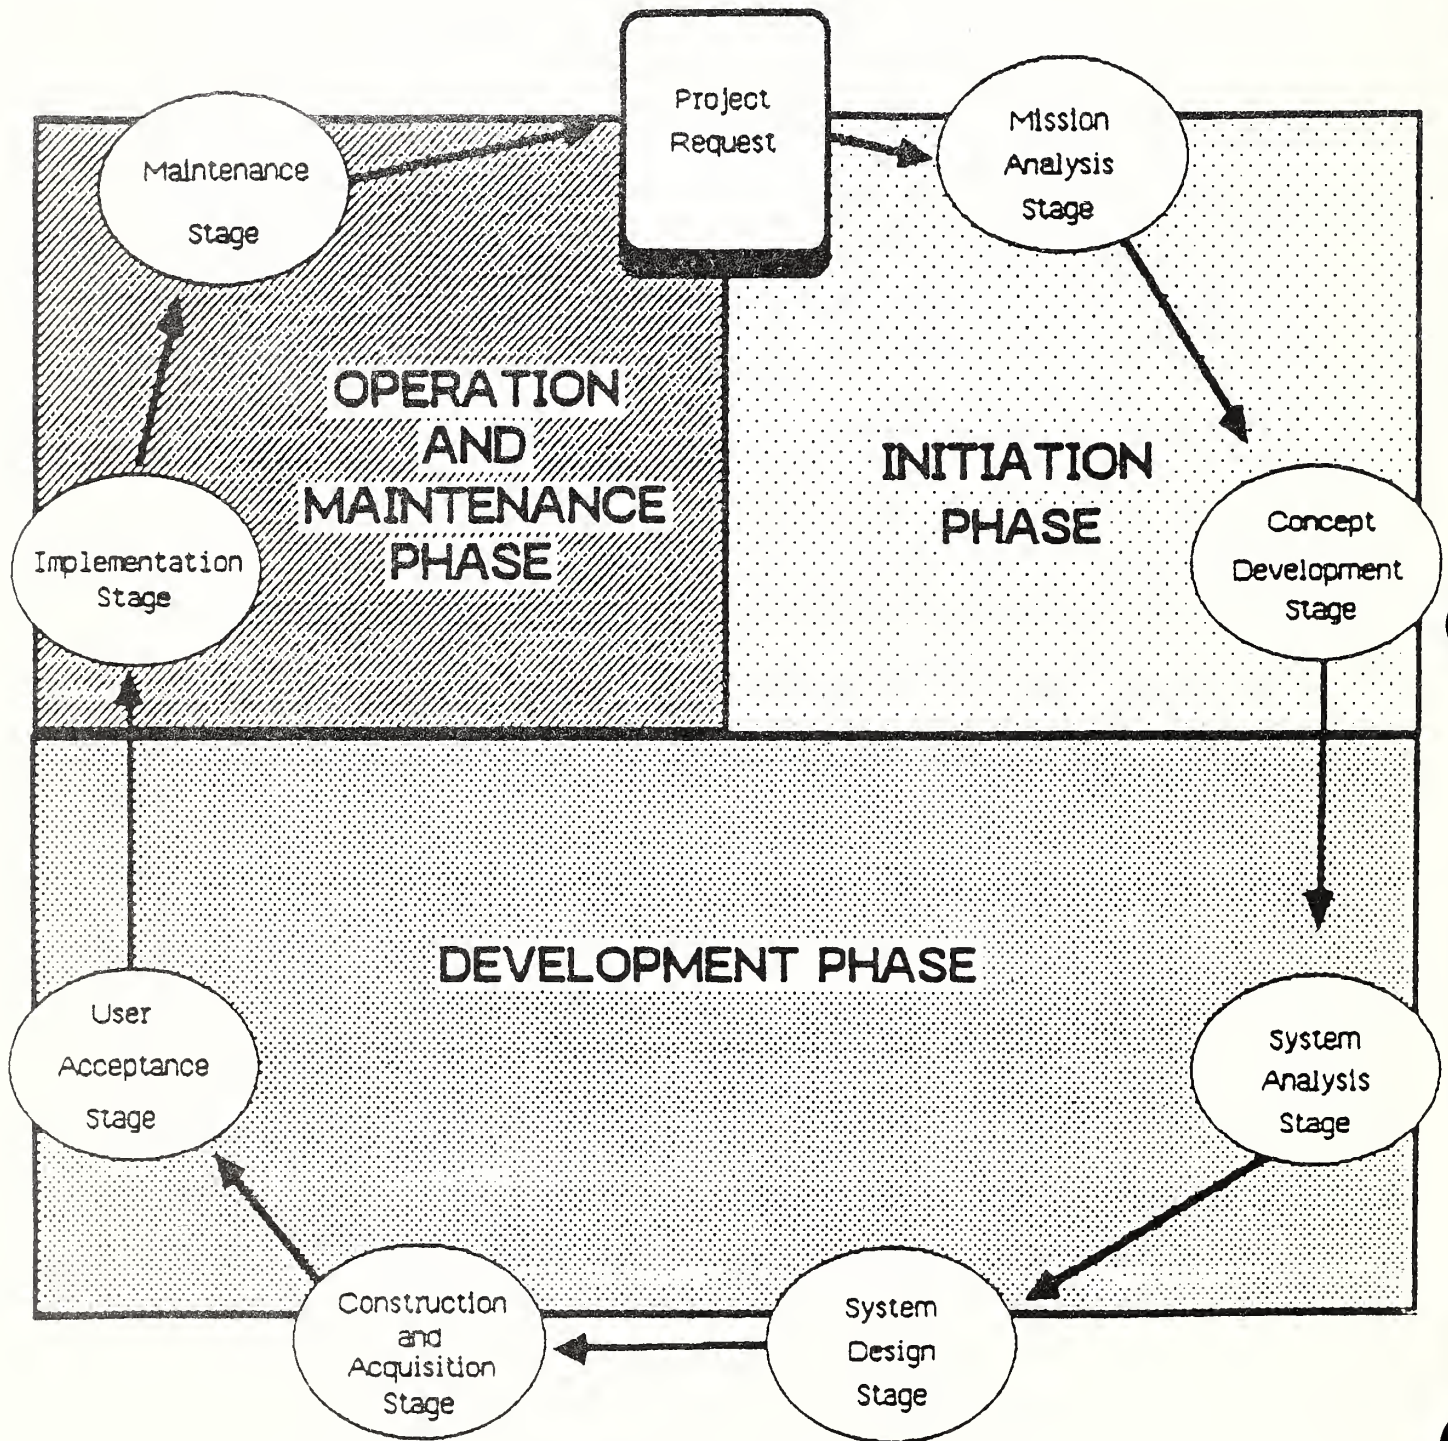 Project
Request
Mission
Analysis
Stage
Maintenance
Stage
OPERATION
AND
MAINTENANCE
PHASE
INITIATION
PHASE
Concept
Development
Stage
Implementation
Stage
DEVELOPMENT PHASE
User
Acceptance
Stage
System
Analysis
Stage
Construction
and
Acquisition
Stage
System
Design
Stage